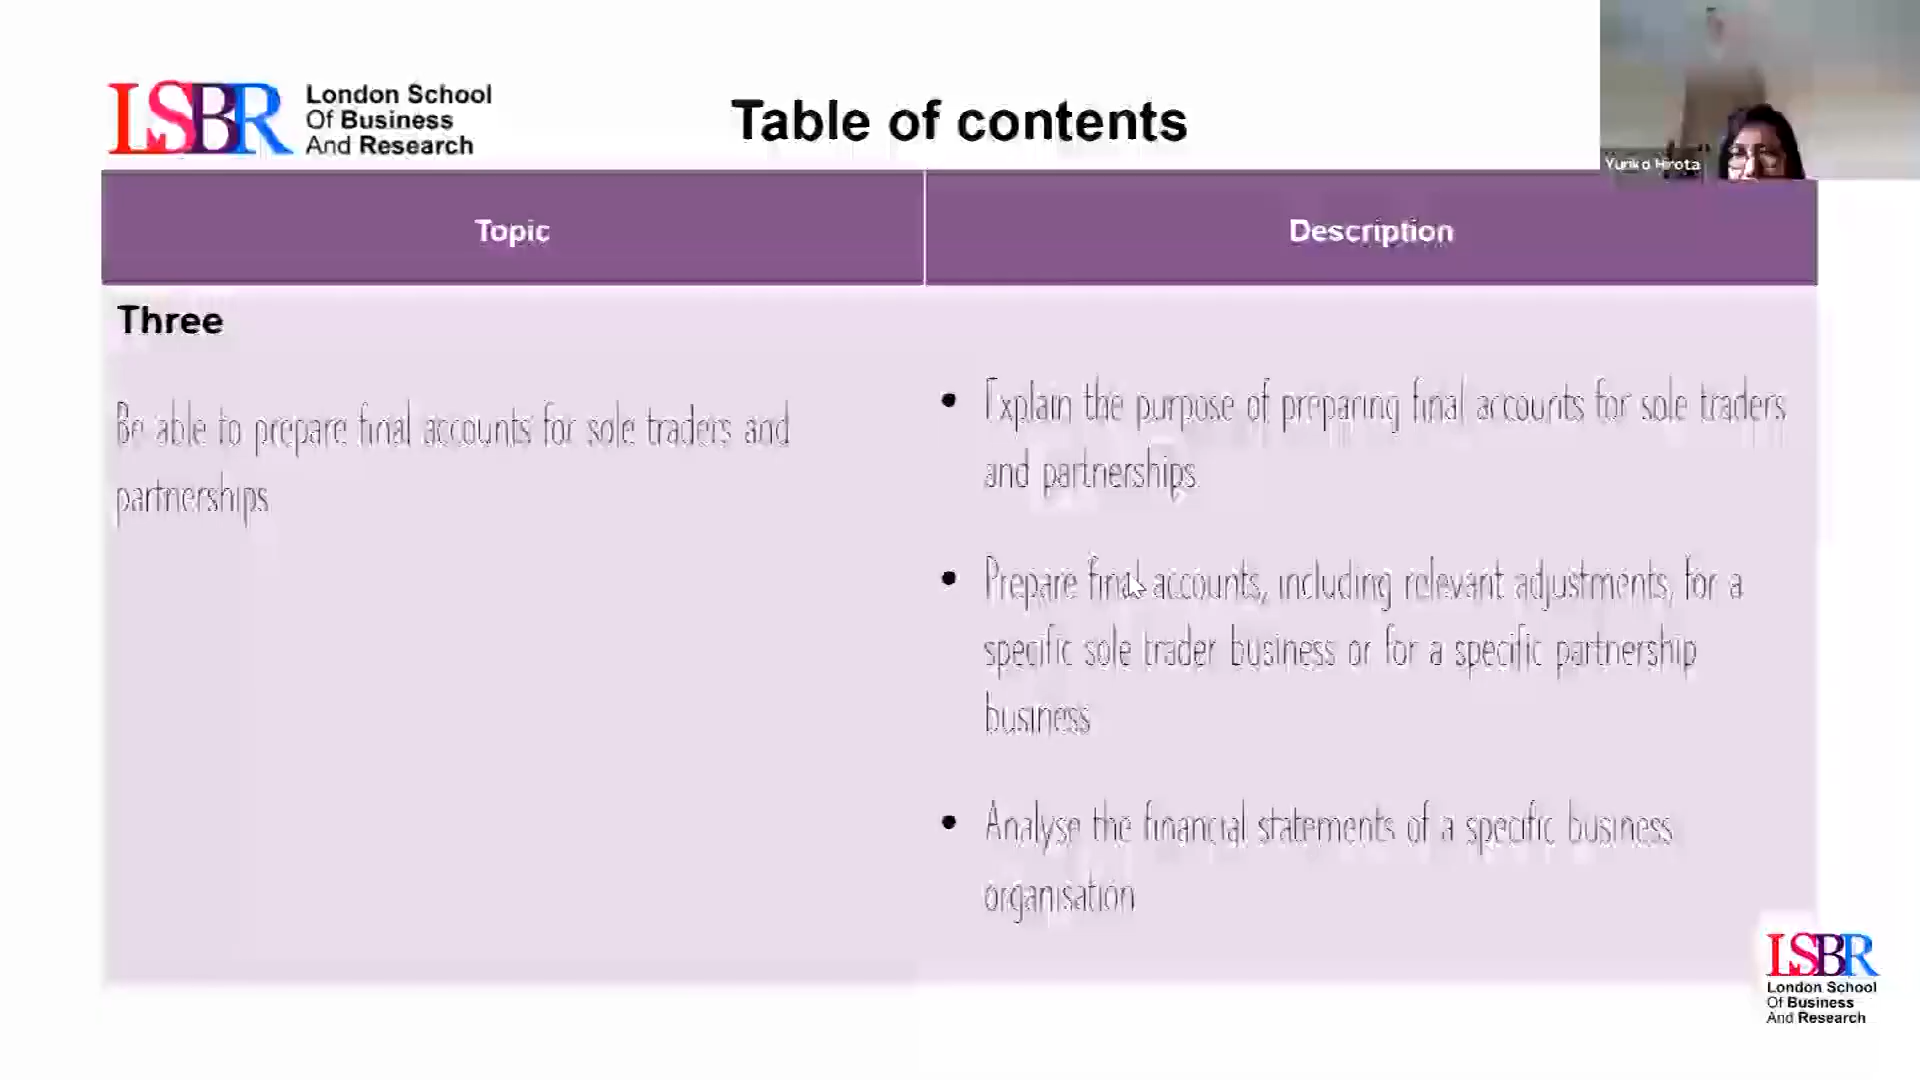 LSBR
London School
Of Business
And Research
Table of contents
Yuriko Hirota
Topic
Description
Three
Be able to prepare final accounts for sole traders and
partnerships
• Explain the purpose of preparing final accounts for sole traders
and partnerships
• Prepare final accounts, including relevant adjustments, for a
specific sole trader business or for a specific partnership
business
• Analyse the financial statements of a specific business
organisation
LSBR
London School
Of Business
And Research